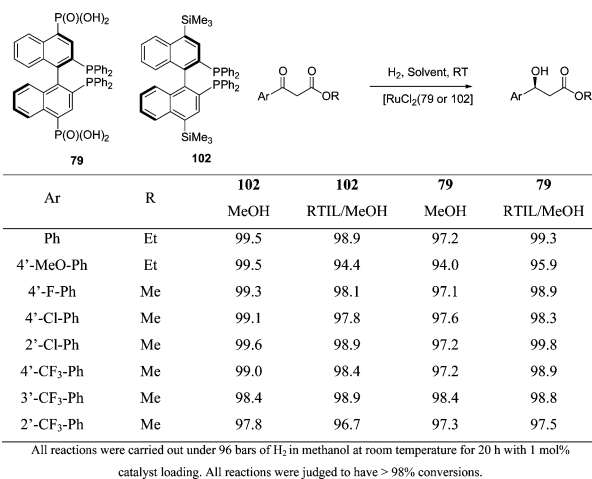 P(O)(OH)₂
SiMe₃
PPh₂
PPh₂
PPh₂
PPh₂
P(O)(OH)₂
SiMe₃
79
102
O O
Ar OR
H₂, Solvent, RT
[RuCl₂(79 or 102]
OH O
Ar OR
Ar R 102 102 79 79
MeOH RTIL/MeOH MeOH RTIL/MeOH
Ph Et 99.5 98.9 97.2 99.3
4’-MeO-Ph Et 99.5 94.4 94.0 95.9
4’-F-Ph Me 99.3 98.1 97.1 98.9
4’-Cl-Ph Me 99.1 97.8 97.6 98.3
2’-Cl-Ph Me 99.6 98.9 97.2 99.8
4’-CF₃-Ph Me 99.0 98.4 97.2 98.9
3’-CF₃-Ph Me 98.4 98.9 98.4 98.8
2’-CF₃-Ph Me 97.8 96.7 97.3 97.5
All reactions were carried out under 96 bars of H₂ in methanol at room temperature for 20 h with 1 mol%
catalyst loading. All reactions were judged to have > 98% conversions.